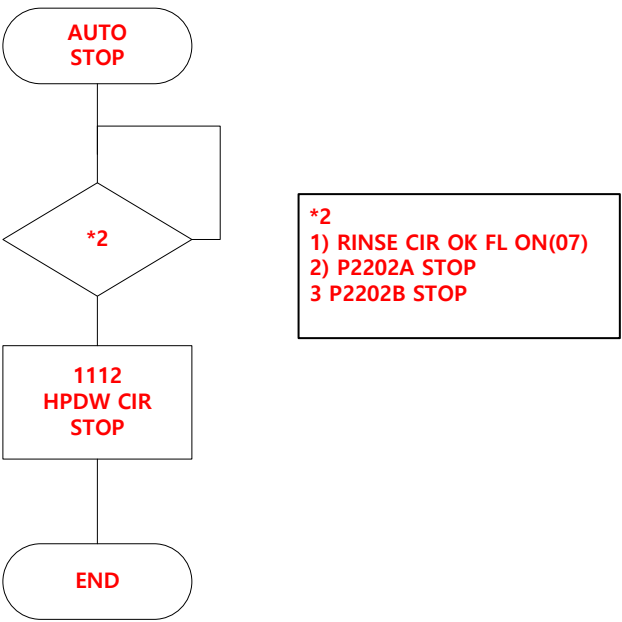 AUTO
STOP
*2
*2
1) RINSE CIR OK FL ON(07)
2) P2202A STOP
3 P2202B STOP
1112
HPDW CIR
STOP
END